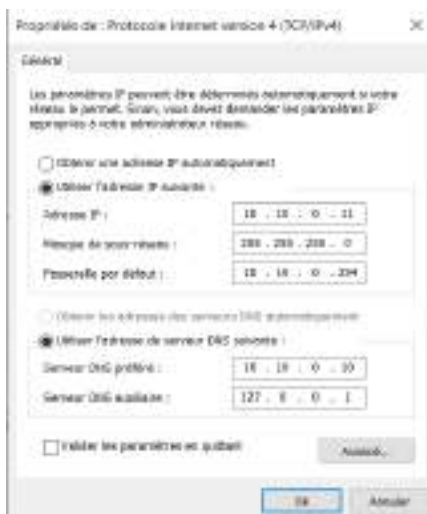 Propriétés de : Protocole Internet version 4 (TCP/IPv4)
Général
Les paramètres IP peuvent être déterminés automatiquement si votre
réseau le permet. Sinon, vous devez demander les paramètres IP
appropriés à votre administrateur réseau.
Obtenir une adresse IP automatiquement
Utiliser l'adresse IP suivante :
Adresse IP : 10 . 10 . 0 . 11
Masque de sous-réseau : 255 . 255 . 255 . 0
Passerelle par défaut : 10 . 10 . 0 . 254
Obtenir les adresses des serveurs DNS automatiquement
Utiliser l'adresse de serveur DNS suivante :
Serveur DNS préféré : 10 . 10 . 0 . 10
Serveur DNS auxiliaire : 127 . 0 . 0 . 1
Valider les paramètres en quittant
Avancé...
OK
Annuler